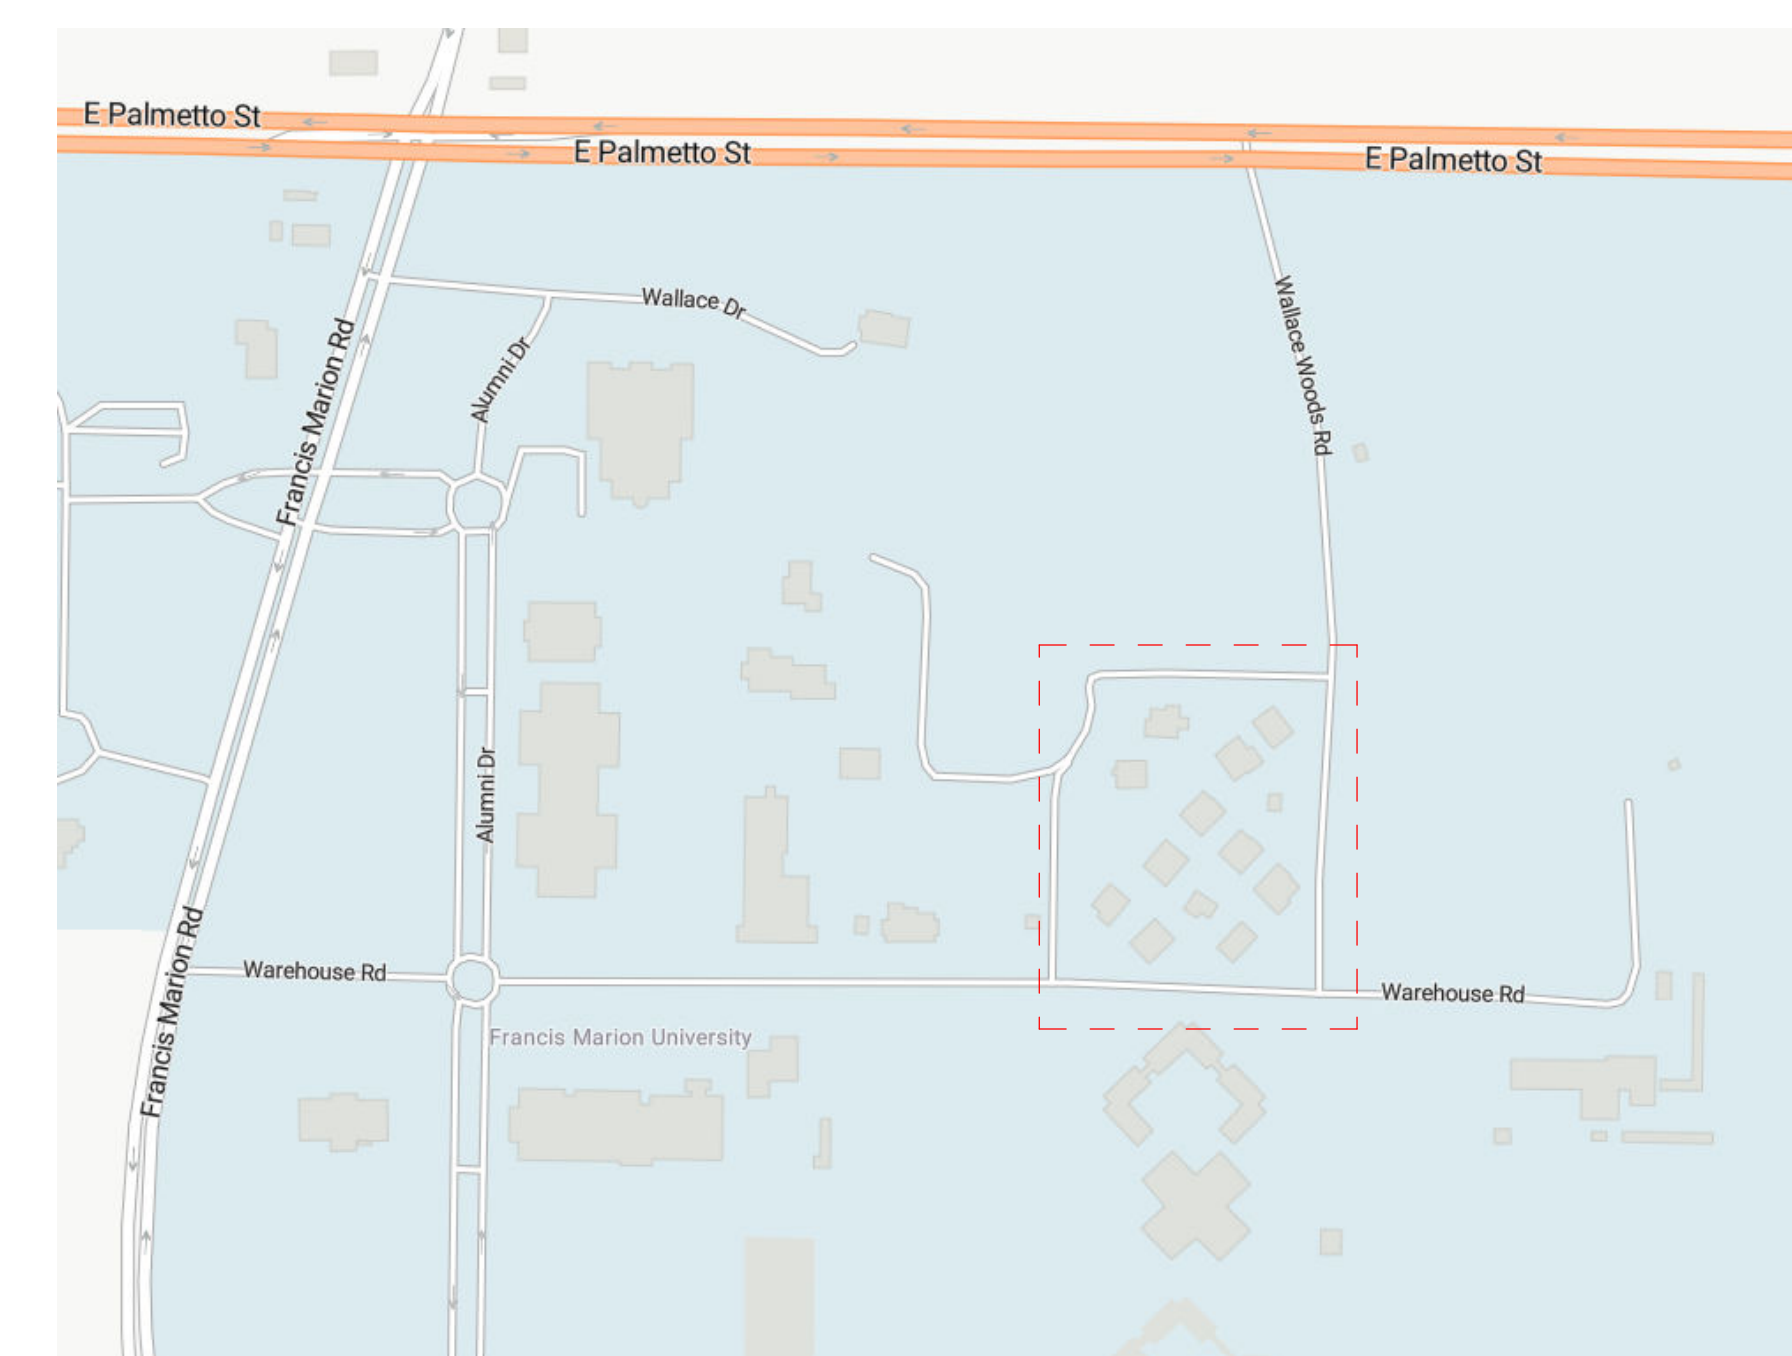 E Palmetto St
E Palmetto St
E Palmetto St
Wallace Dr
Wallace Woods Rd
Francis Marion Rd
Alumni Dr
Alumni Dr
Francis Marion Rd
Warehouse Rd
Warehouse Rd
Francis Marion University